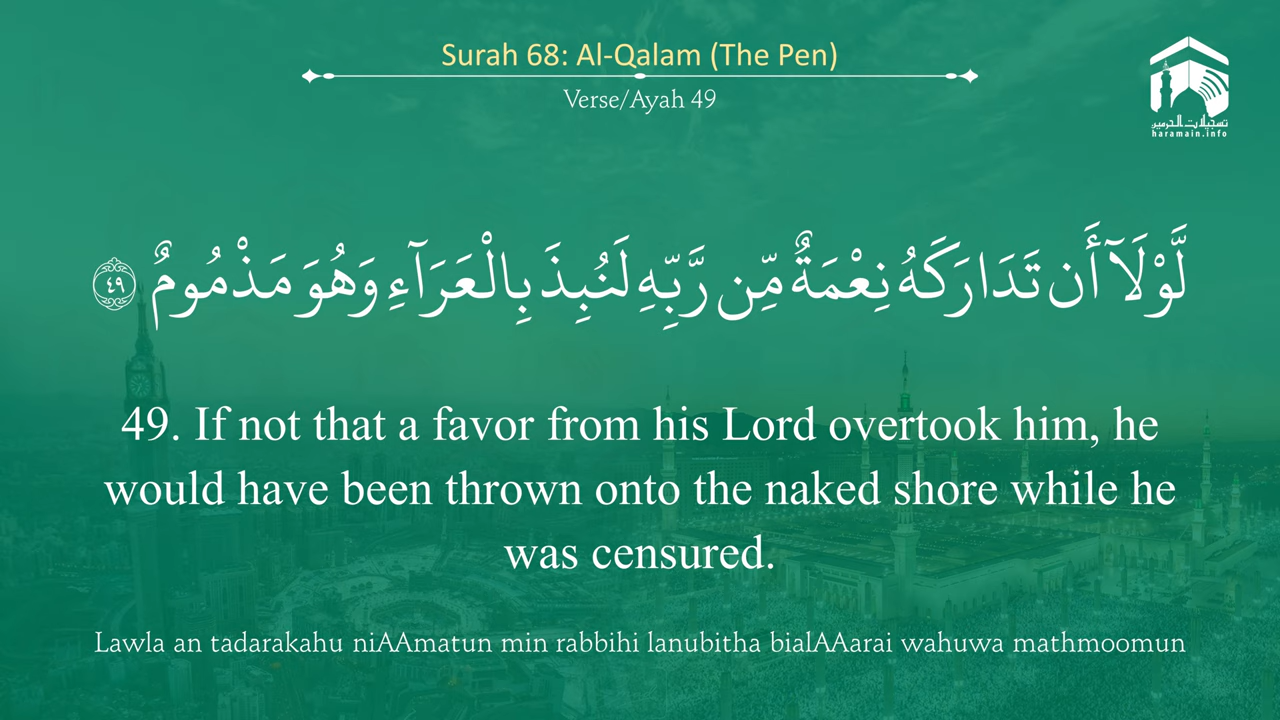 Surah 68: Al-Qalam (The Pen)
Verse/Ayah 49
تسجيلات الحرمين
haramain.info
لَّوْلَآ أَن تَدَارَكَهُ نِعْمَةٌ مِّن رَّبِّهِ لَنُبِذَ بِالْعَرَآءِ وَهُوَ مَذْمُومٌ ٤٩
49. If not that a favor from his Lord overtook him, he
would have been thrown onto the naked shore while he
was censured.
Lawla an tadarakahu niAAmatun min rabbihi lanubitha bialAAarai wahuwa mathmoomun